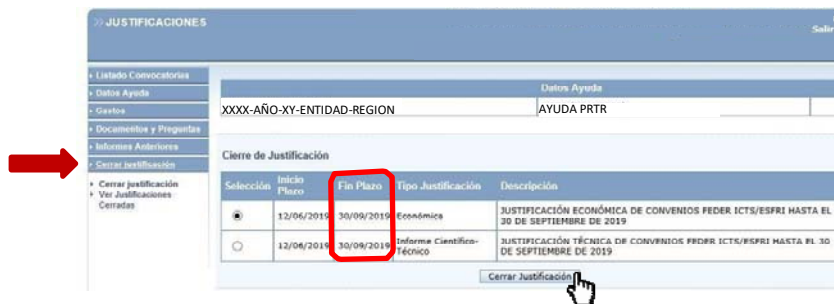 JUSTIFICACIONES
Salir
Listado Convocatorias
Datos Ayuda
Gastos
Documentos y Preguntas
Informes Anteriores
Cerrar justificación
Cerrar justificación
Ver Justificaciones
Cerradas
Datos Ayuda
XXXX-AÑO-XY-ENTIDAD-REGION AYUDA PRTR
Cierre de Justificación
Selección Inicio Plazo Fin Plazo Tipo Justificación Descripción
12/06/2019 30/09/2019 Económica JUSTIFICACIÓN ECONÓMICA DE CONVENIOS FEDER ICTS/ESFRI HASTA EL
30 DE SEPTIEMBRE DE 2019
12/06/2019 30/09/2019 Informe Científico-Técnico JUSTIFICACIÓN TÉCNICA DE CONVENIOS FEDER ICTS/ESFRI HASTA EL 30
DE SEPTIEMBRE DE 2019
Cerrar Justificación